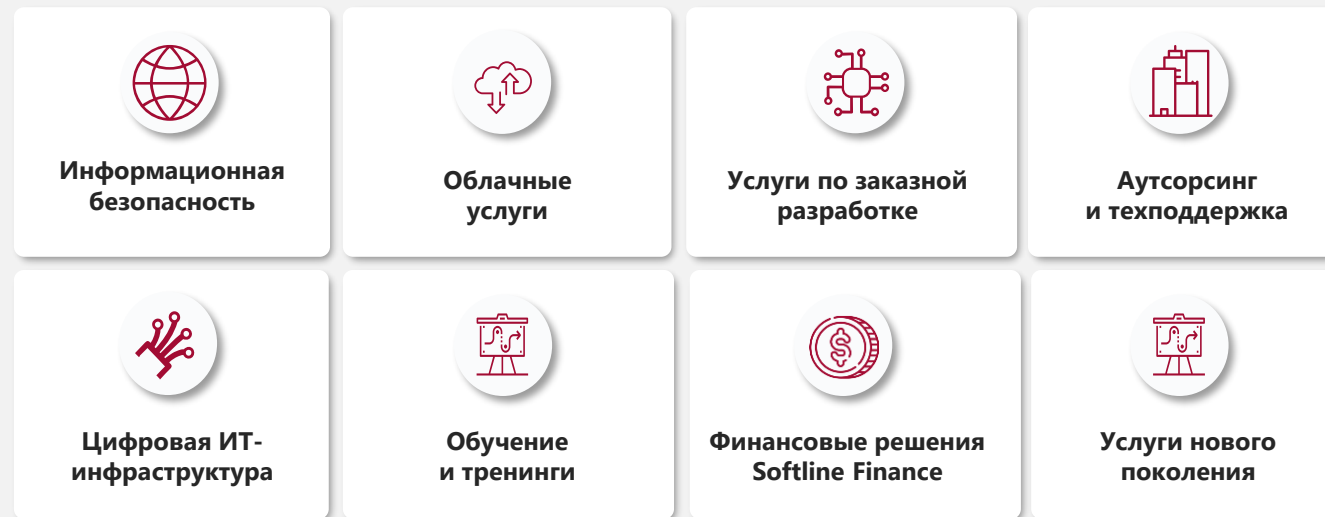 Информационная
безопасность
Облачные
услуги
Услуги по заказной
разработке
Аутсорсинг
и техподдержка
Цифровая ИТ-
инфраструктура
Обучение
и тренинги
Финансовые решения
Softline Finance
Услуги нового
поколения